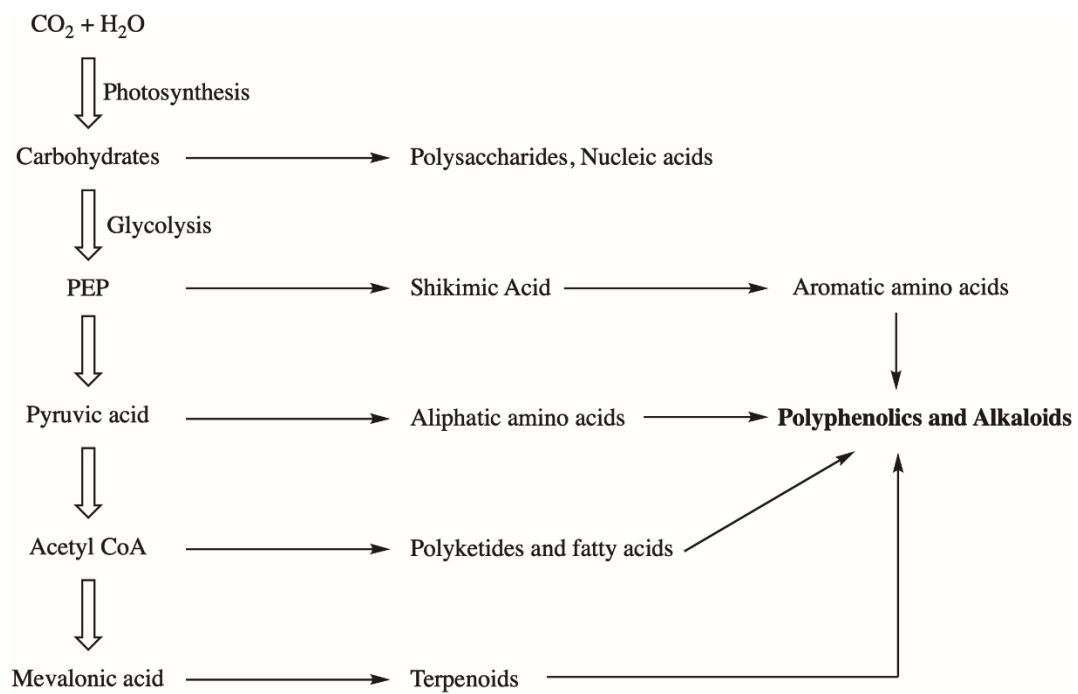 CO₂ + H₂O
Photosynthesis
Carbohydrates Polysaccharides, Nucleic acids
Glycolysis
PEP Shikimic Acid Aromatic amino acids
Pyruvic acid Aliphatic amino acids Polyphenolics and Alkaloids
Acetyl CoA Polyketides and fatty acids
Mevalonic acid Terpenoids